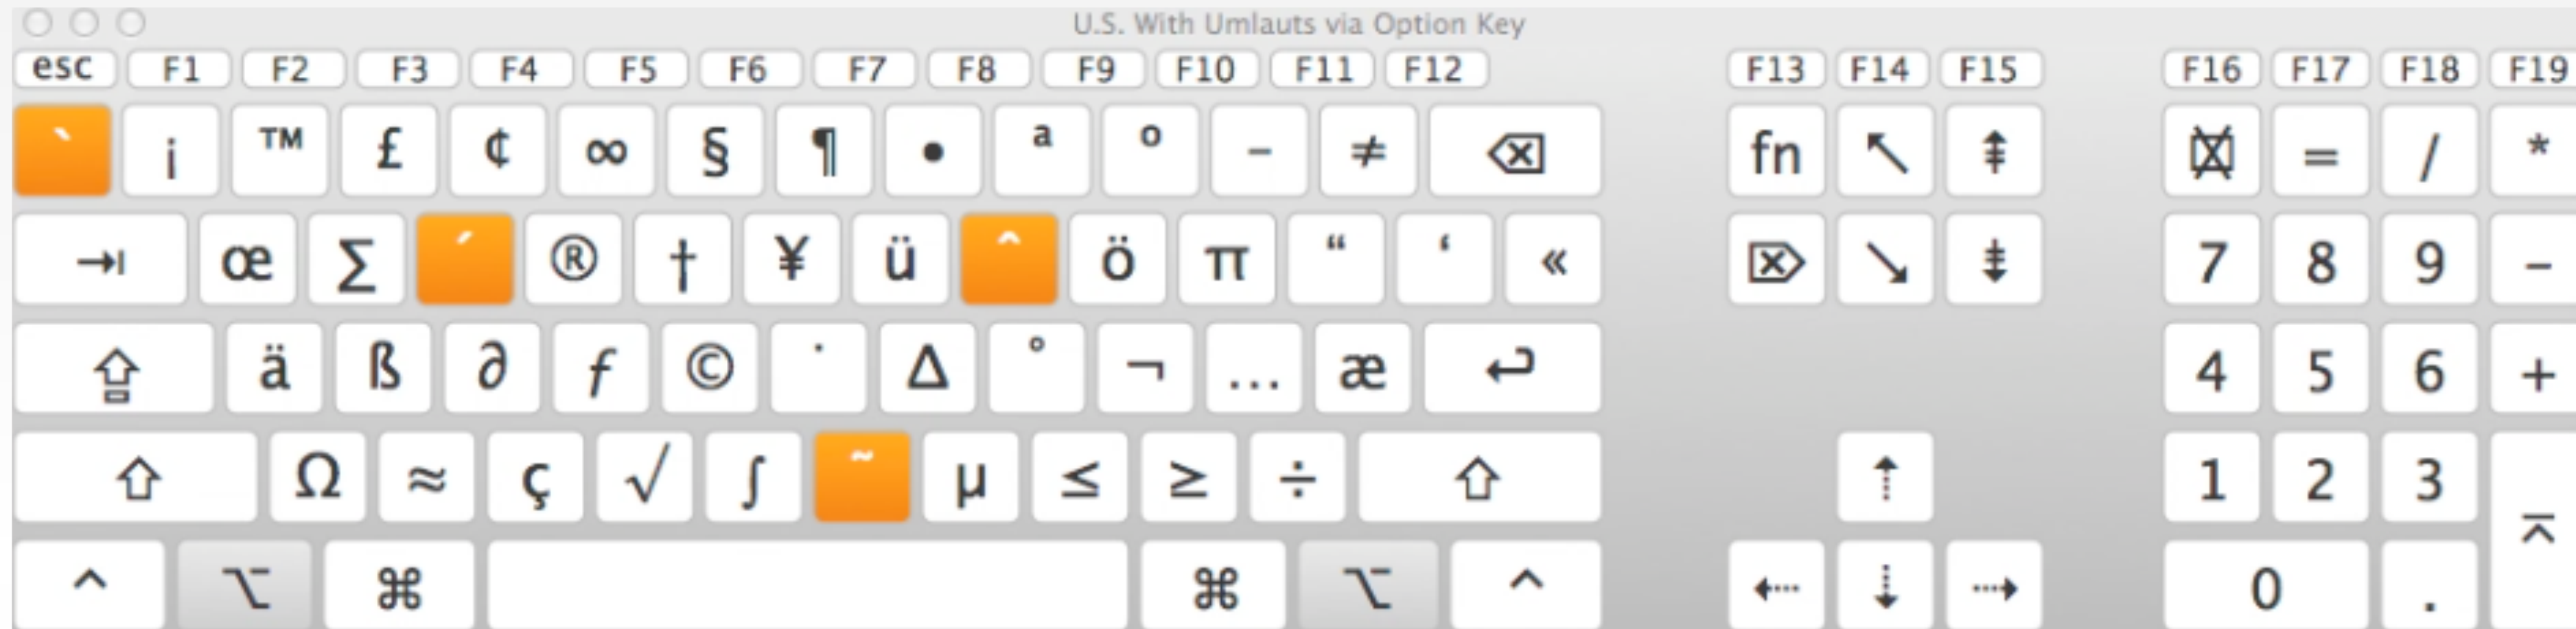 U.S. With Umlauts via Option Key
esc F1 F2 F3 F4 F5 F6 F7 F8 F9 F10 F11 F12 F13 F14 F15 F16 F17 F18 F19
` ¡ ™ £ ¢ ∞ § ¶ • ª º – ≠ ⌫ fn ↖ ⇞ = / *
⇥ œ ∑ ´ ® † ¥ ü ˆ ö π “ ‘ « ⌦ ↘ ⇟ 7 8 9 –
⇪ ä ß ∂ ƒ © ˙ ∆ ˚ ¬ … æ ↩ 4 5 6 +
⇧ Ω ≈ ç √ ∫ ˜ µ ≤ ≥ ÷ ⇧ ⇡ 1 2 3 ⌅
⌃ ⌥ ⌘ ⌘ ⌥ ⌃ ⇠ ⇣ ⇢ 0 .